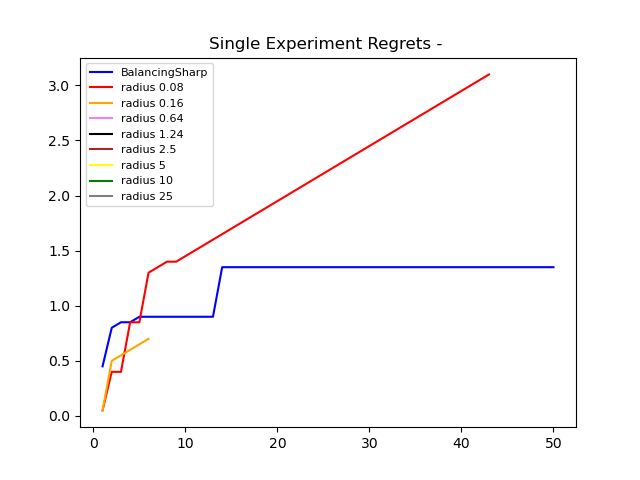 Single Experiment Regrets -
3.0
2.5
2.0
1.5
1.0
0.5
0.0
BalancingSharp
radius 0.08
radius 0.16
radius 0.64
radius 1.24
radius 2.5
radius 5
radius 10
radius 25
0 10 20 30 40 50